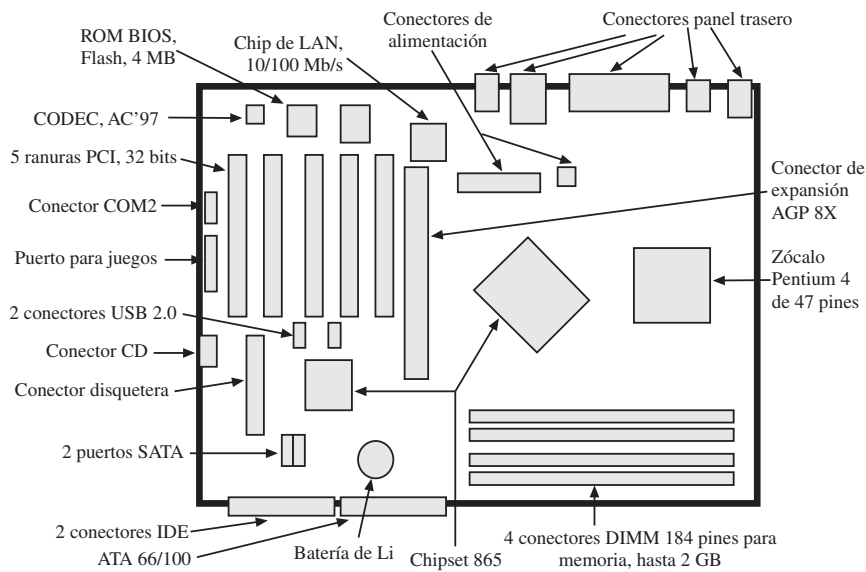 ROM BIOS,
Flash, 4 MB
Chip de LAN,
10/100 Mb/s
Conectores de
alimentación
Conectores panel trasero
CODEC, AC’97
5 ranuras PCI, 32 bits
Conector COM2
Puerto para juegos
2 conectores USB 2.0
Conector CD
Conector disquetera
2 puertos SATA
2 conectores IDE
ATA 66/100
Batería de Li
Chipset 865
4 conectores DIMM 184 pines para
memoria, hasta 2 GB
Conector de
expansión
AGP 8X
Zócalo
Pentium 4
de 47 pines